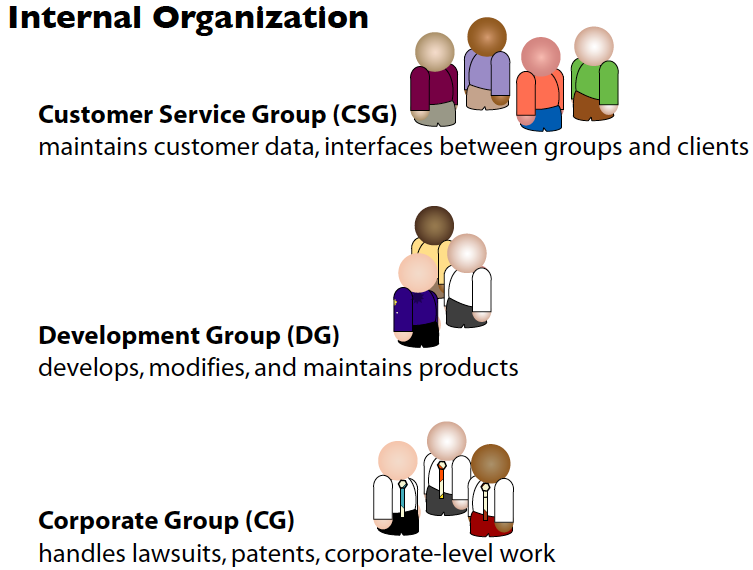 Internal Organization
Customer Service Group (CSG)
maintains customer data, interfaces between groups and clients
Development Group (DG)
develops, modifies, and maintains products
Corporate Group (CG)
handles lawsuits, patents, corporate-level work